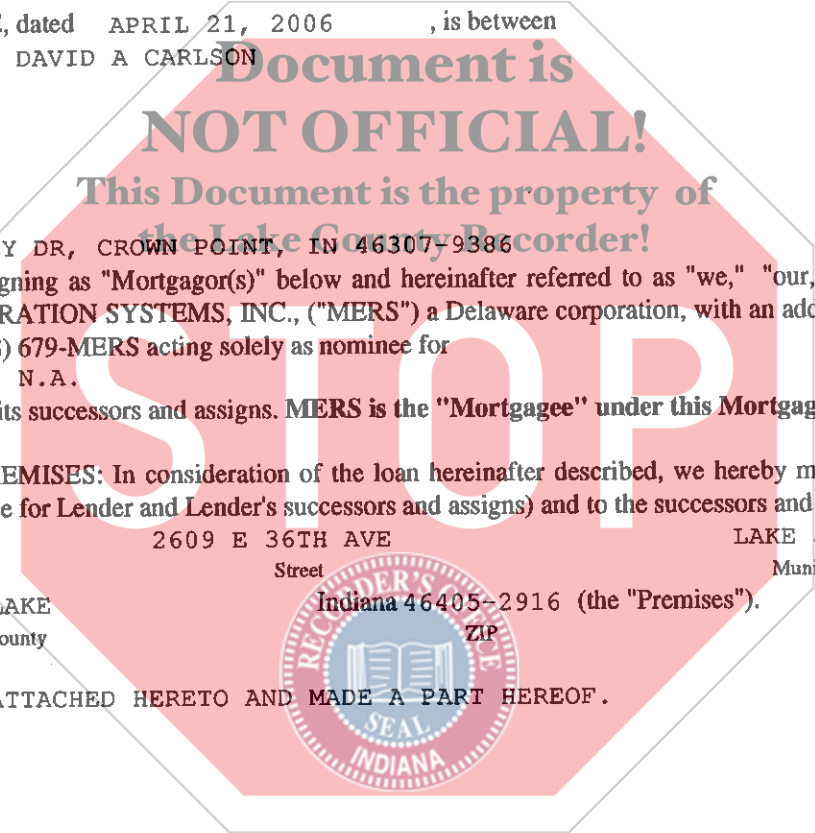 E, dated APRIL 21, 2006 , is between
DAVID A CARLSON
Document is
NOT OFFICIAL!
This Document is the property of
the Lake County Recorder!
Y DR, CROWN POINT, IN 46307-9386
gning as "Mortgagor(s)" below and hereinafter referred to as "we," "our,
RATION SYSTEMS, INC., ("MERS") a Delaware corporation, with an add
) 679-MERS acting solely as nominee for
N.A.
its successors and assigns. MERS is the "Mortgagee" under this Mortgag
STOP
EMISES: In consideration of the loan hereinafter described, we hereby m
e for Lender and Lender's successors and assigns) and to the successors and
2609 E 36TH AVE LAKE
Street Muni
LAKE Indiana 46405-2916 (the "Premises").
ounty ZIP
ATTACHED HERETO AND MADE A PART HEREOF.
RECORDER'S OFFICE
SEAL
INDIANA